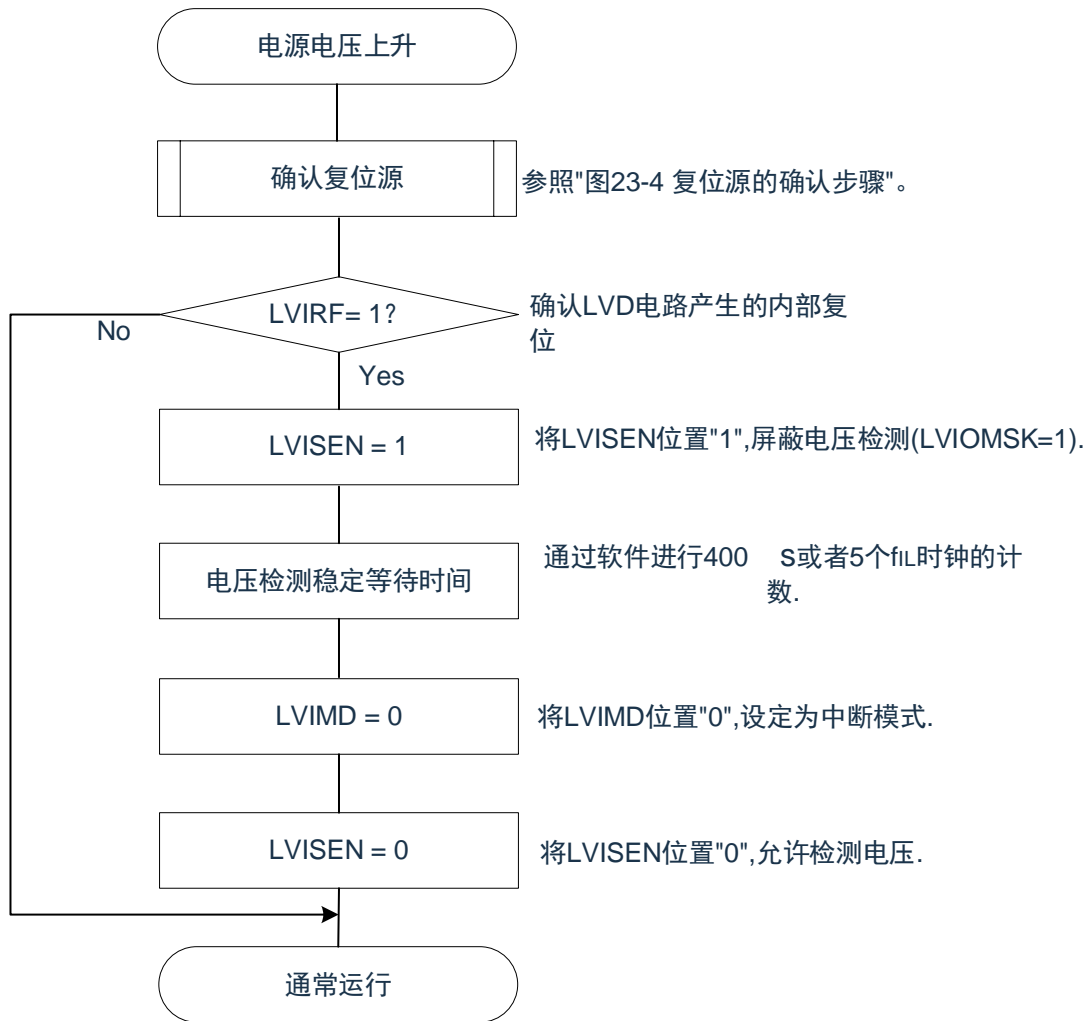 电源电压上升
确认复位源
参照"图23-4 复位源的确认步骤"。
LVIRF= 1?
确认LVD电路产生的内部复
位
No
Yes
LVISEN = 1
将LVISEN位置"1",屏蔽电压检测(LVIOMSK=1).
电压检测稳定等待时间
通过软件进行400 s或者5个fIL时钟的计
数.
LVIMD = 0
将LVIMD位置"0",设定为中断模式.
LVISEN = 0
将LVISEN位置"0",允许检测电压.
通常运行